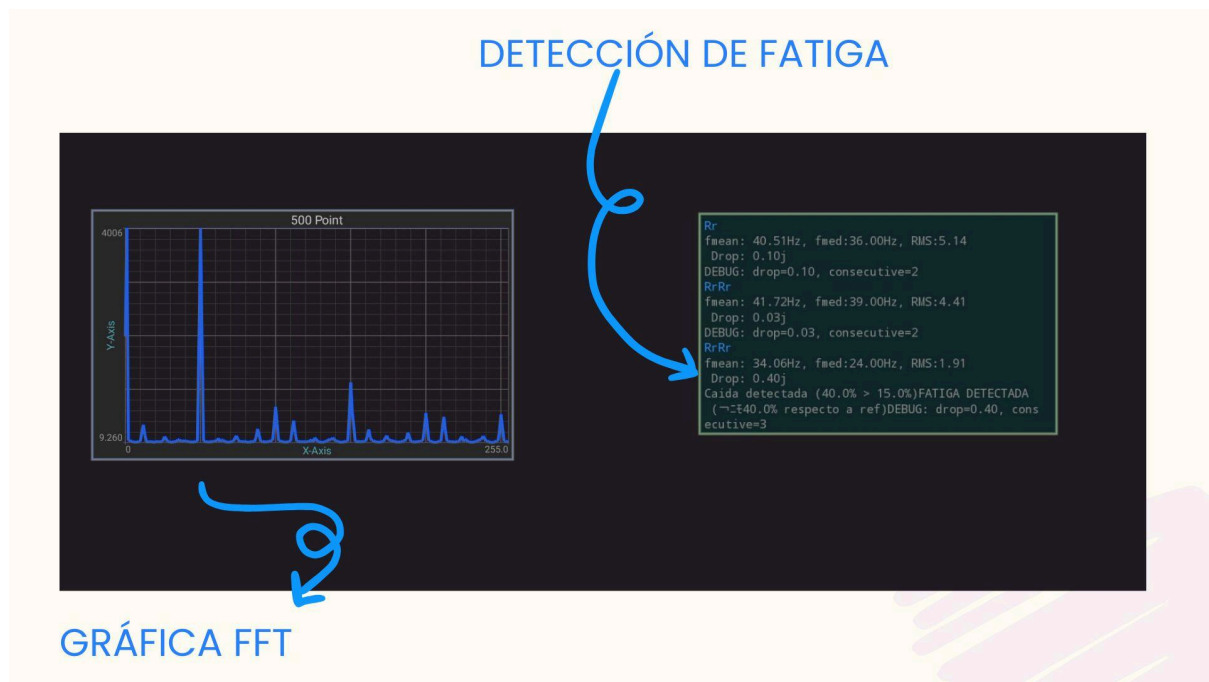 DETECCIÓN DE FATIGA
500 Point
4006
Y-Axis
9.260
0
X-Axis
255.0
Rr
fmean: 40.51Hz, fmed:36.00Hz, RMS:5.14
Drop: 0.10j
DEBUG: drop=0.10, consecutive=2
RrRr
fmean: 41.72Hz, fmed:39.00Hz, RMS:4.41
Drop: 0.03j
DEBUG: drop=0.03, consecutive=2
RrRr
fmean: 34.06Hz, fmed:24.00Hz, RMS:1.91
Drop: 0.40j
Caida detectada (40.0% > 15.0%)FATIGA DETECTADA
40.0% respecto a ref)DEBUG: drop=0.40, cons
ecutive=3
GRÁFICA FFT